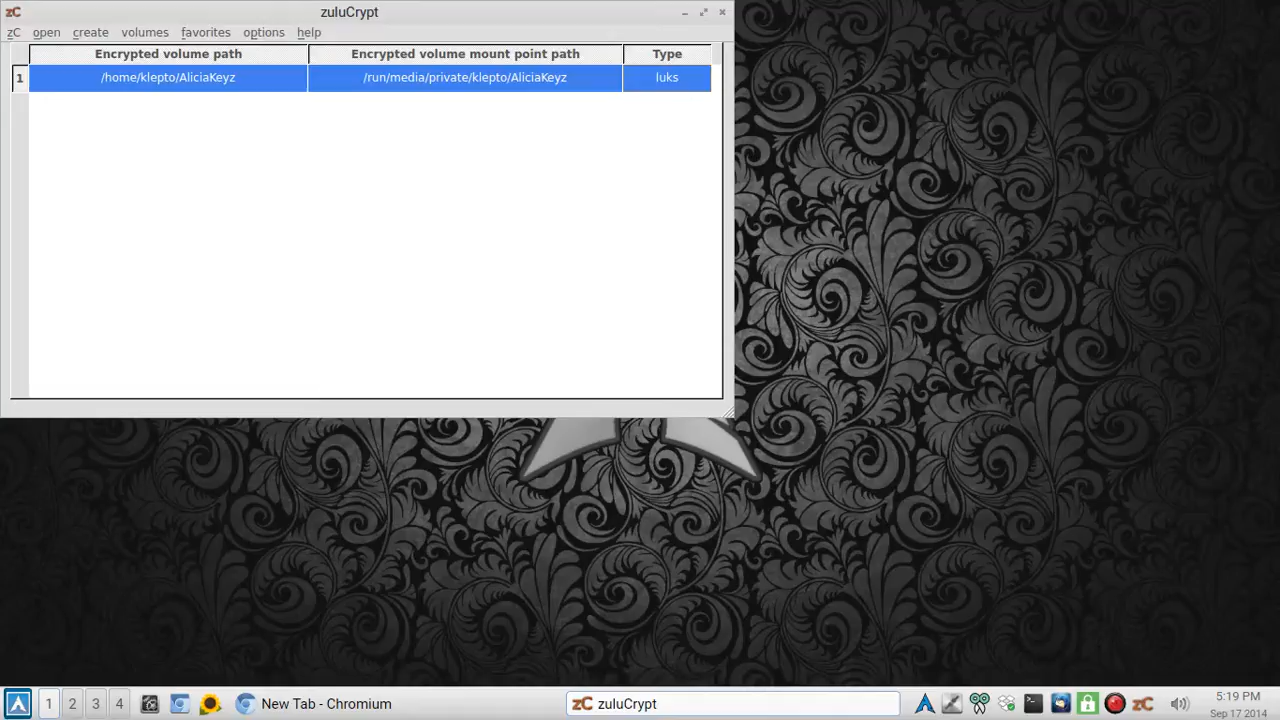 zC zuluCrypt
zC open create volumes favorites options help
Encrypted volume path Encrypted volume mount point path Type
1 /home/klepto/AliciaKeyz /run/media/private/klepto/AliciaKeyz luks
1 2 3 4 New Tab - Chromium zC zuluCrypt zC 5:19 PM
Sep 17 2014